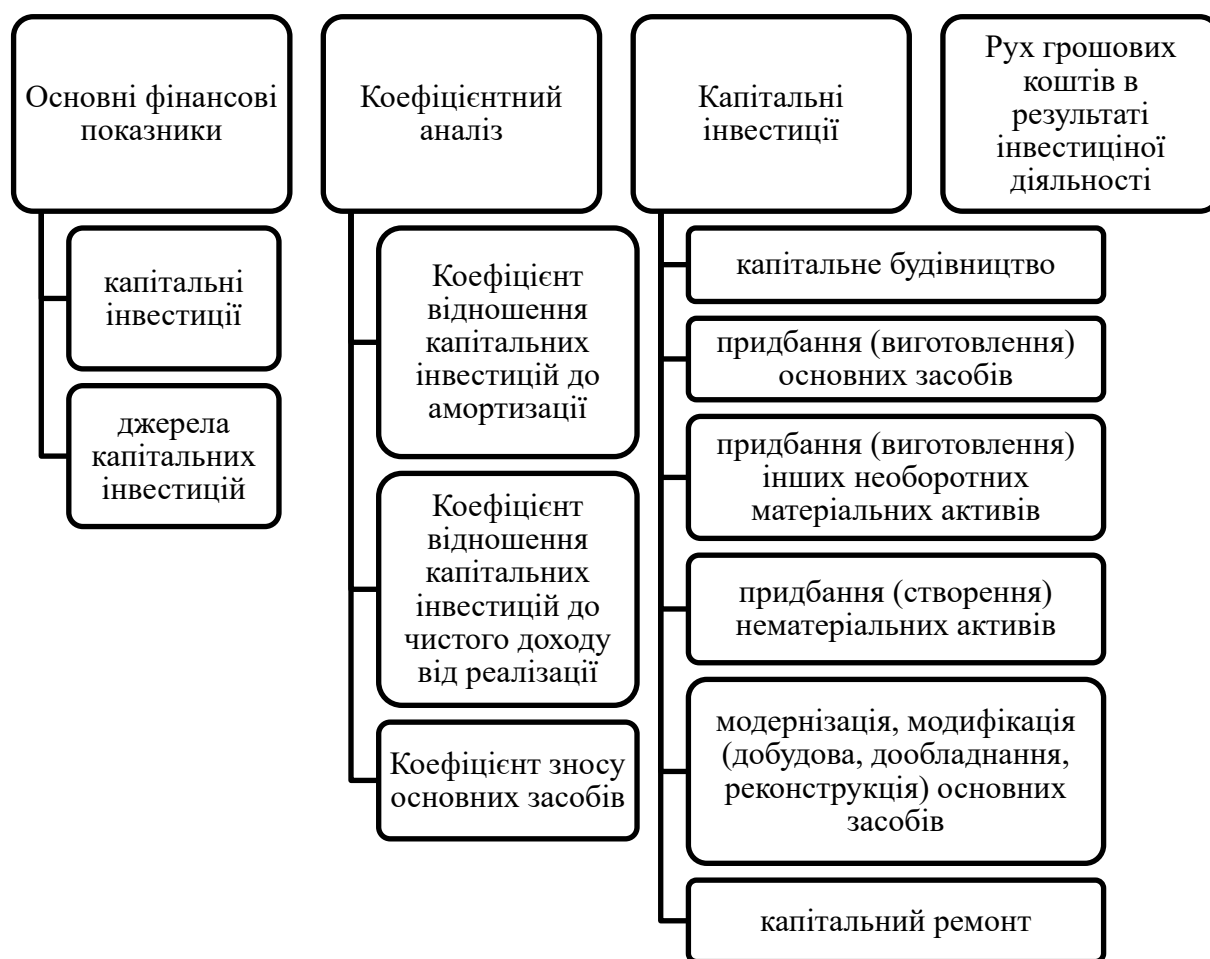 Основні фінансові
показники
капітальні
інвестиції
джерела
капітальних
інвестицій
Коефіцієнтний
аналіз
Коефіцієнт
відношення
капітальних
інвестицій до
амортизації
Коефіцієнт
відношення
капітальних
інвестицій до
чистого доходу
від реалізації
Коефіцієнт зносу
основних засобів
Капітальні
інвестиції
капітальне будівництво
придбання (виготовлення)
основних засобів
придбання (виготовлення)
інших необоротних
матеріальних активів
придбання (створення)
нематеріальних активів
модернізація, модифікація
(добудова, дообладнання,
реконструкція) основних
засобів
капітальний ремонт
Рух грошових
коштів в
результаті
інвестиціної
діяльності